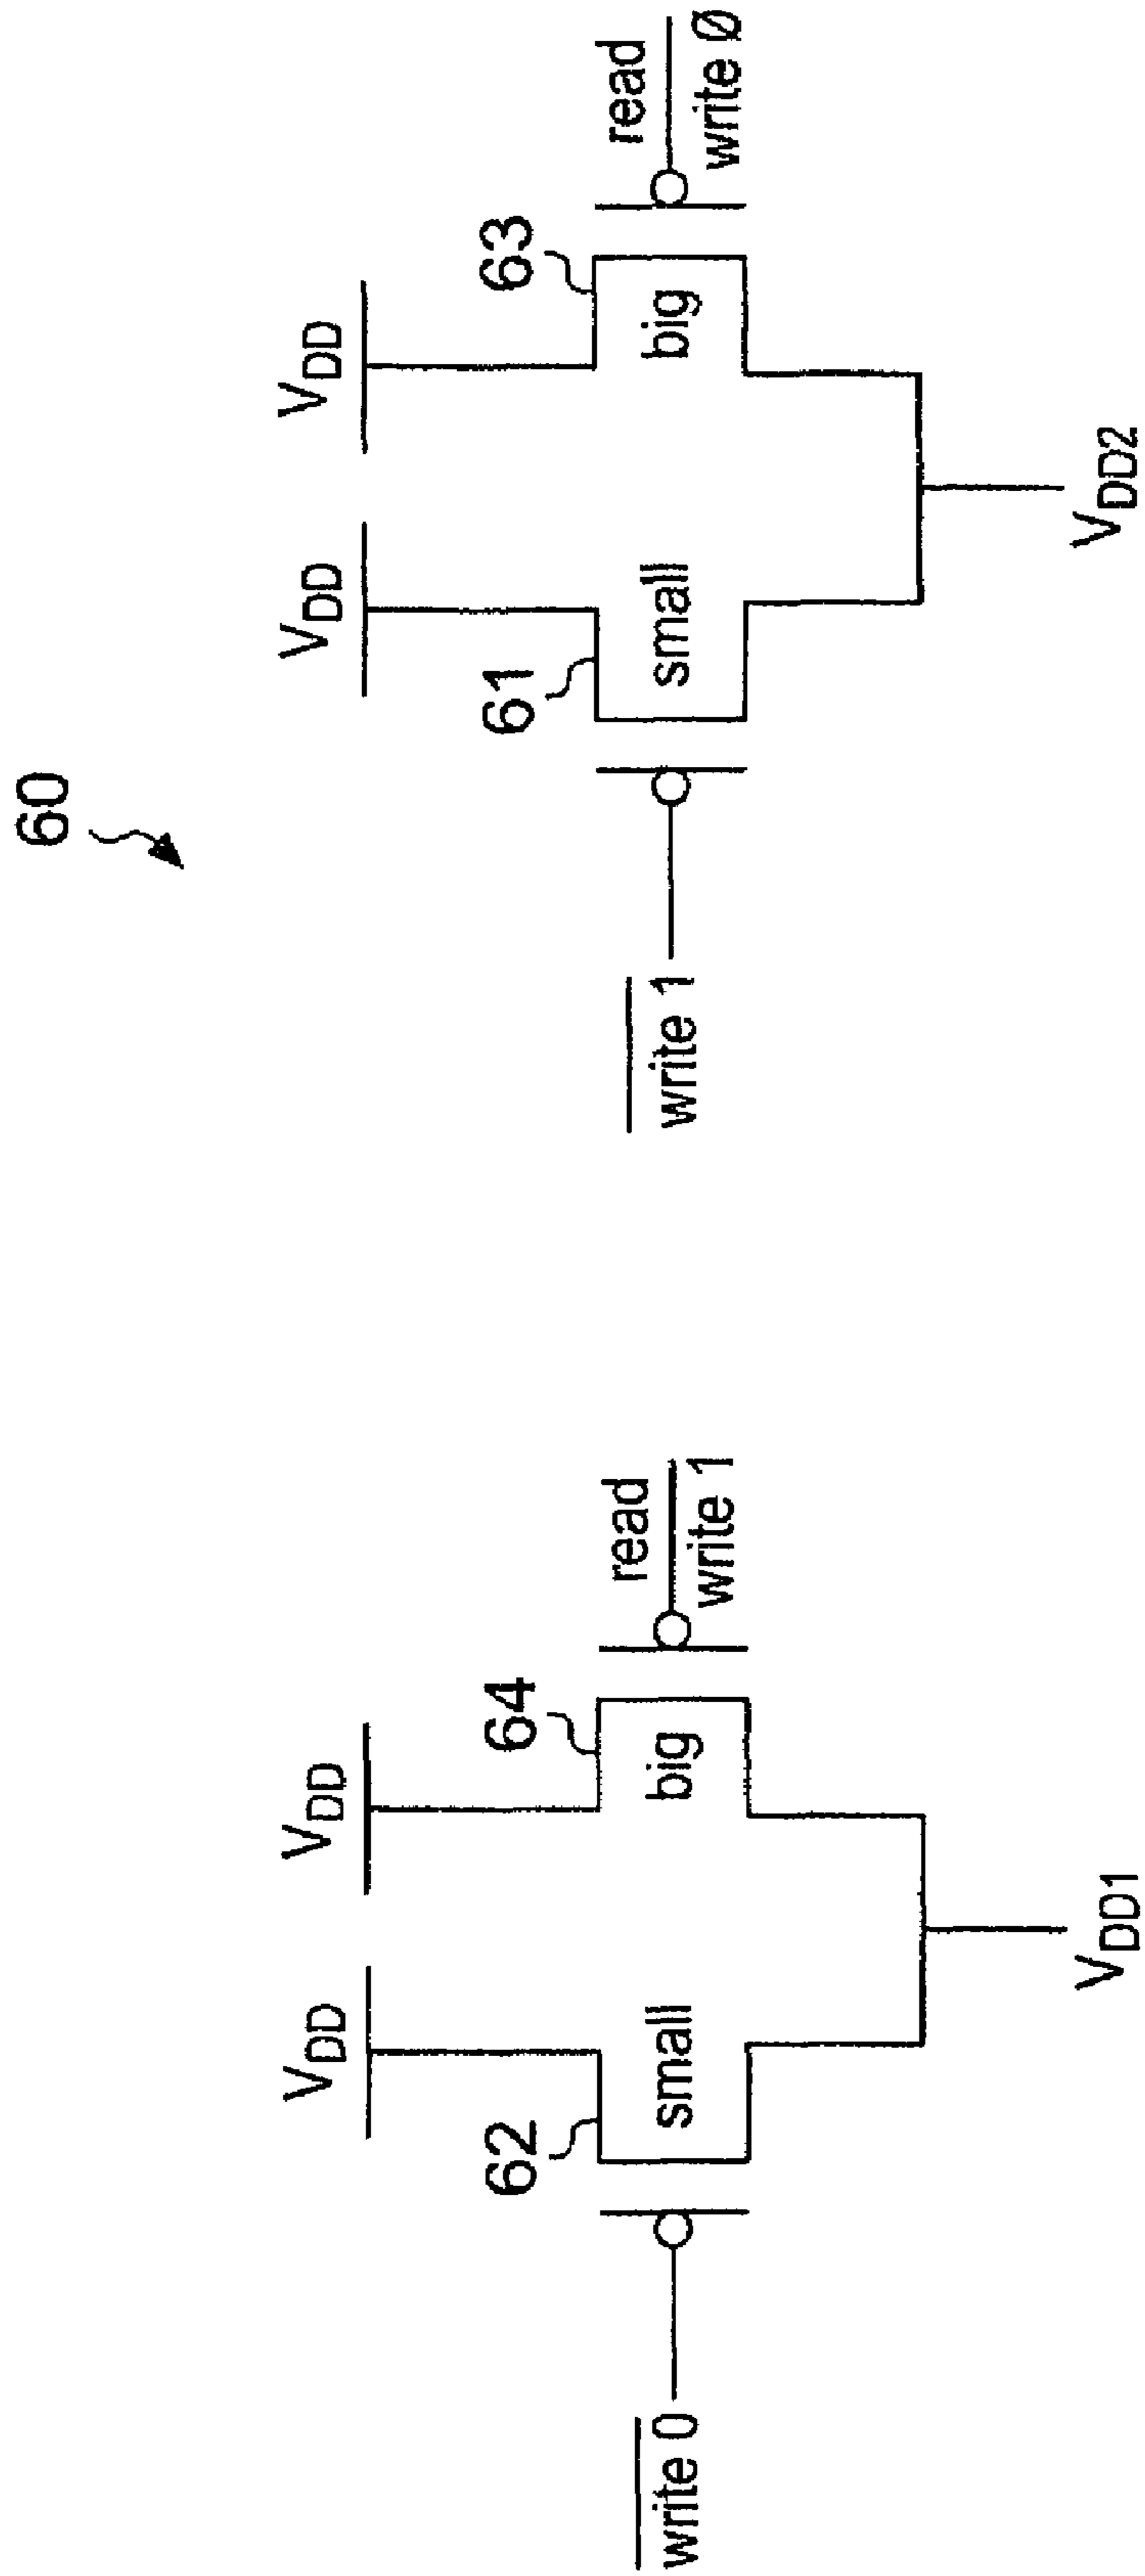 60
V_DD V_DD V_DD V_DD
62 64 61 63
small big small big
read read
write 0 write 1 write 1 write Ø
V_DD1 V_DD2